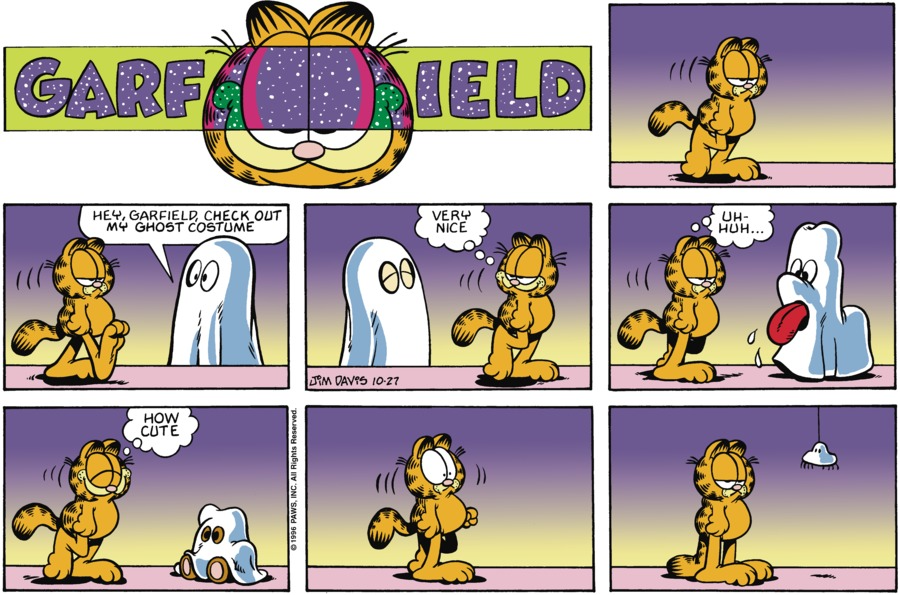 GARFIELD
HEY, GARFIELD, CHECK OUT
MY GHOST COSTUME
VERY
NICE
JIM DAVIS 10-27
UH-
HUH...
HOW
CUTE
© 1996 PAWS, INC. All Rights Reserved.